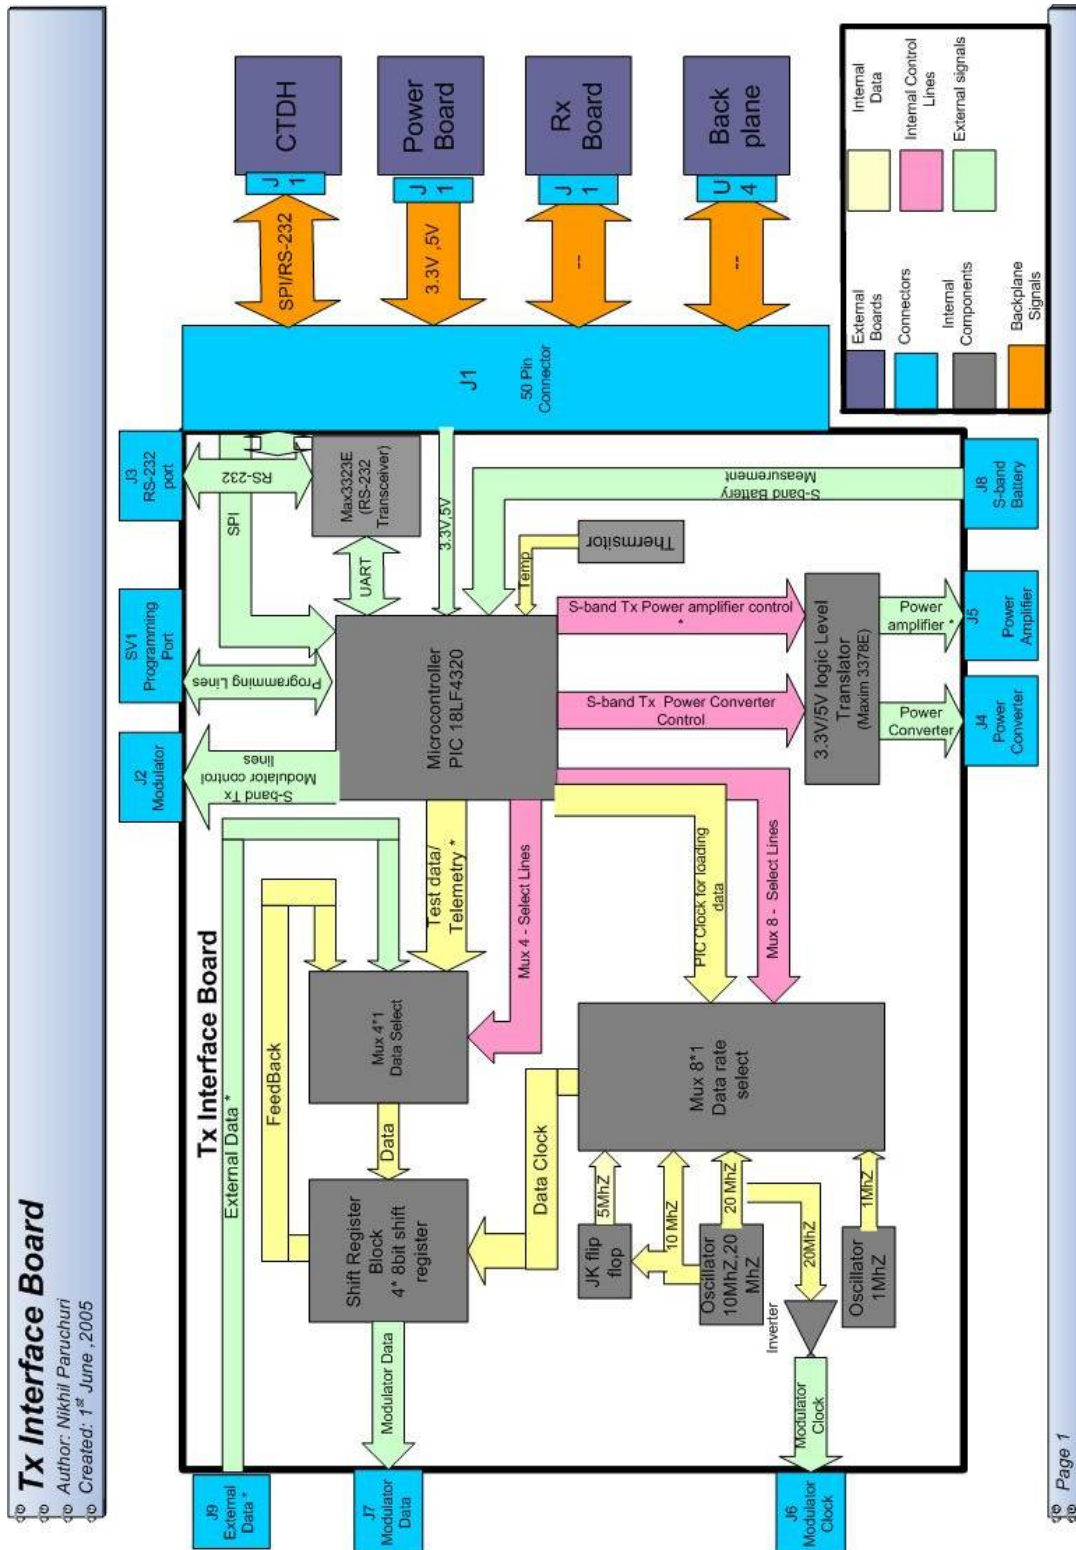 Tx Interface Board
Author: Nikhil Paruchuri
Created: 1st June ,2005
J9
External
Data *
J7
Modulator
Data
J6
Modulator
Clock
Tx Interface Board
External Data *
FeedBack
Shift Register
Block
4* 8bit shift
register
Data
Mux 4*1
Data Select
Modulator Data
Data Clock
JK flip
flop
5MhZ
10 MhZ
Oscillator
10MhZ,20
MhZ
20 MhZ
20MhZ
Oscillator
1MhZ
1MhZ
Inverter
Modulator
Clock
Mux 8*1
Data rate
select
J2
Modulator
S-band Tx
Modulator control
lines
SV1
Programming
Port
Programming Lines
J3
RS-232
port
RS-232
SPI
Max3323E
(RS-232
Transceiver)
UART
3.3V,5V
Microcontroller
PIC 18LF4320
Test data/
Telemetry *
Mux 4 - Select Lines
PIC Clock for loading
data
Mux 8 - Select Lines
S-band Battery
Measurement
Temp
Thermsitor
S-band Tx Power amplifier control
*
S-band Tx Power Converter
Control
3.3V/5V logic Level
Translator
(Maxim 3378E)
Power
amplifier *
Power
Converter
J8
S-band
Battery
J5
Power
Amplifier
J4
Power
Converter
J1
50 Pin
Connector
SPI/RS-232
3.3V ,5V
--
--
J
1
CTDH
J
1
Power
Board
J
1
Rx
Board
U
4
Back
plane
External
Boards
Connectors
Internal
Components
Backplane
Signals
Internal
Data
Internal Control
Lines
External signals
Page 1